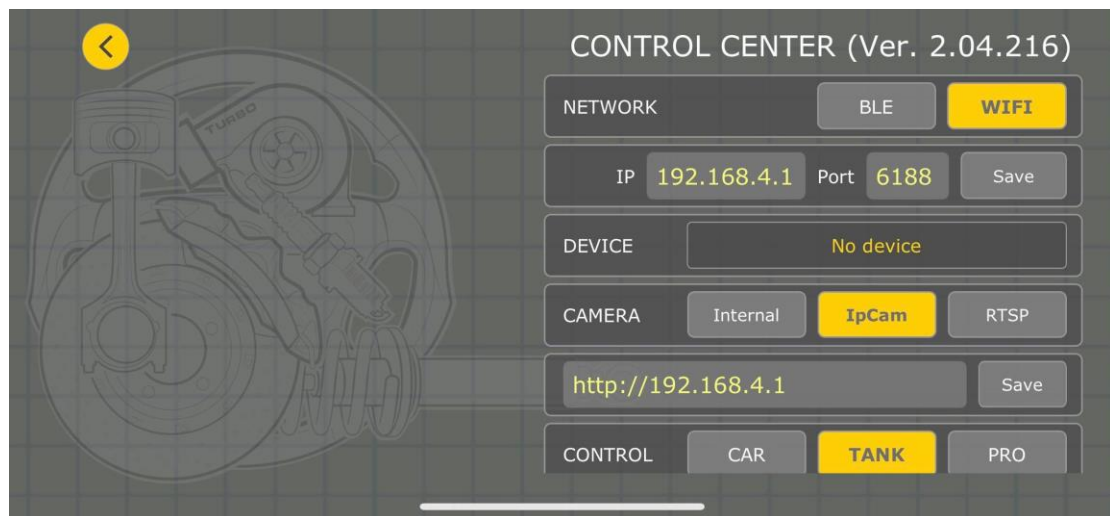 CONTROL CENTER (Ver. 2.04.216)
TURBO
NETWORK BLE WIFI
IP 192.168.4.1 Port 6188 Save
DEVICE No device
CAMERA Internal IpCam RTSP
http://192.168.4.1 Save
CONTROL CAR TANK PRO